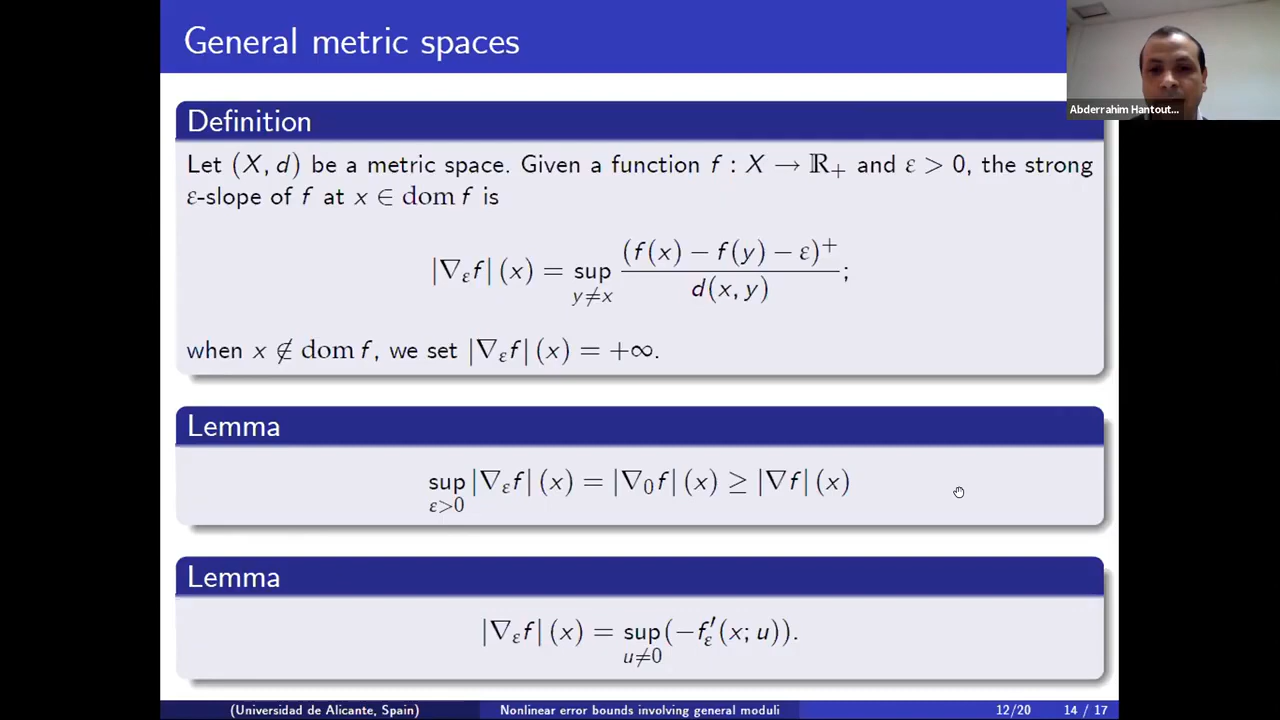 General metric spaces
Abderrahim Hantout...
Definition
Let (X, d) be a metric space. Given a function f : X → ℝ₊ and ε > 0, the strong
ε-slope of f at x ∈ dom f is
|∇_ε f| (x) = sup_{y≠x} (f(x) − f(y) − ε)⁺ / d(x, y) ;
when x ∉ dom f, we set |∇_ε f| (x) = +∞.
Lemma
sup_{ε>0} |∇_ε f| (x) = |∇₀ f| (x) ≥ |∇f| (x)
Lemma
|∇_ε f| (x) = sup_{u≠0} (−f′_ε(x; u)).
(Universidad de Alicante, Spain) Nonlinear error bounds involving general moduli 12/20 14 / 17